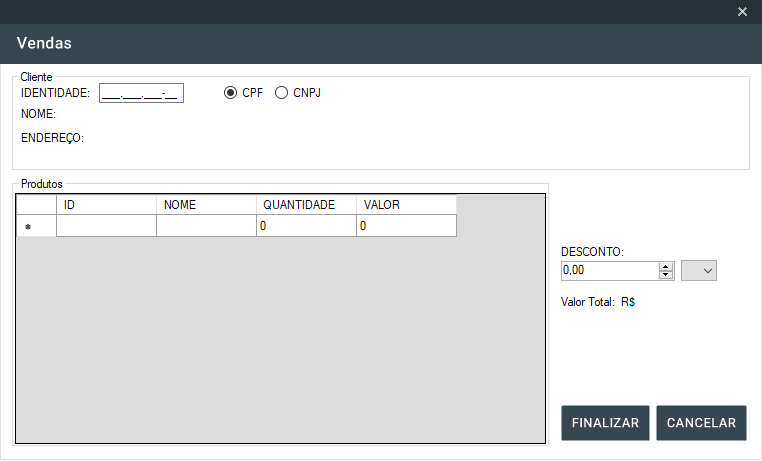 Vendas
Cliente
IDENTIDADE: ___.___.___-__ CPF CNPJ
NOME:
ENDEREÇO:
Produtos
ID NOME QUANTIDADE VALOR
0 0
DESCONTO:
0,00
Valor Total: R$
FINALIZAR CANCELAR